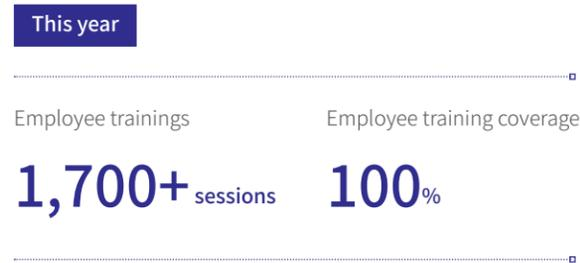 This year
Employee trainings
1,700+ sessions
Employee training coverage
100%